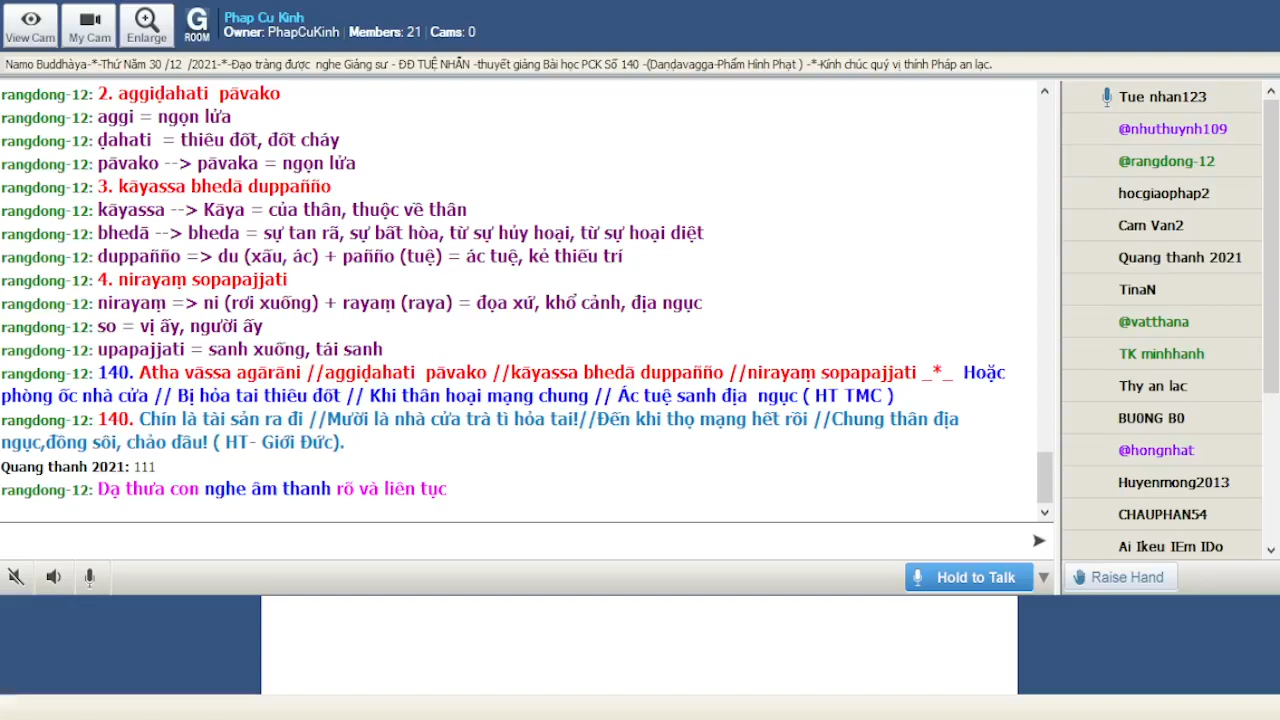 View Cam
My Cam
Enlarge
G
ROOM
Phap Cu Kinh
Owner: PhapCuKinh | Members: 21 | Cams: 0
Namo Buddhàya-*-Thứ Năm 30 /12 /2021-*-Đạo tràng được nghe Giảng sư - ĐĐ TUỆ NHÂN -thuyết giảng Bài học PCK Số 140 -(Daṇḍavagga-Phẩm Hình Phạt ) -*-Kính chúc quý vị thính Pháp an lạc.
rangdong-12: 2. aggiḍahati pāvako
rangdong-12: aggi = ngọn lửa
rangdong-12: ḍahati = thiêu đốt, đốt cháy
rangdong-12: pāvako --> pāvaka = ngọn lửa
rangdong-12: 3. kāyassa bhedā duppañño
rangdong-12: kāyassa --> Kāya = của thân, thuộc về thân
rangdong-12: bhedā --> bheda = sự tan rã, sự bất hòa, từ sự hủy hoại, từ sự hoại diệt
rangdong-12: duppañño => du (xấu, ác) + pañño (tuệ) = ác tuệ, kẻ thiếu trí
rangdong-12: 4. nirayaṃ sopapajjati
rangdong-12: nirayaṃ => ni (rơi xuống) + rayaṃ (raya) = đọa xứ, khổ cảnh, địa ngục
rangdong-12: so = vị ấy, người ấy
rangdong-12: upapajjati = sanh xuống, tái sanh
rangdong-12: 140. Atha vāssa agārāni //aggiḍahati pāvako //kāyassa bhedā duppañño //nirayaṃ sopapajjati _*_ Hoặc
phòng ốc nhà cửa // Bị hỏa tai thiêu đốt // Khi thân hoại mạng chung // Ác tuệ sanh địa ngục ( HT TMC )
rangdong-12: 140. Chín là tài sản ra đi //Mười là nhà cửa trà tì hỏa tai!//Đến khi thọ mạng hết rồi //Chung thân địa
ngục,đồng sôi, chảo dầu! ( HT- Giới Đức).
Quang thanh 2021: 111
rangdong-12: Dạ thưa con nghe âm thanh rõ và liên tục
Hold to Talk
Tue nhan123
@nhuthuynh109
@rangdong-12
hocgiaophap2
Cam Van2
Quang thanh 2021
TinaN
@vatthana
TK minhhanh
Thy an lac
BU0NG B0
@hongnhat
Huyenmong2013
CHAUPHAN54
Ai Ikeu IEm IDo
Raise Hand